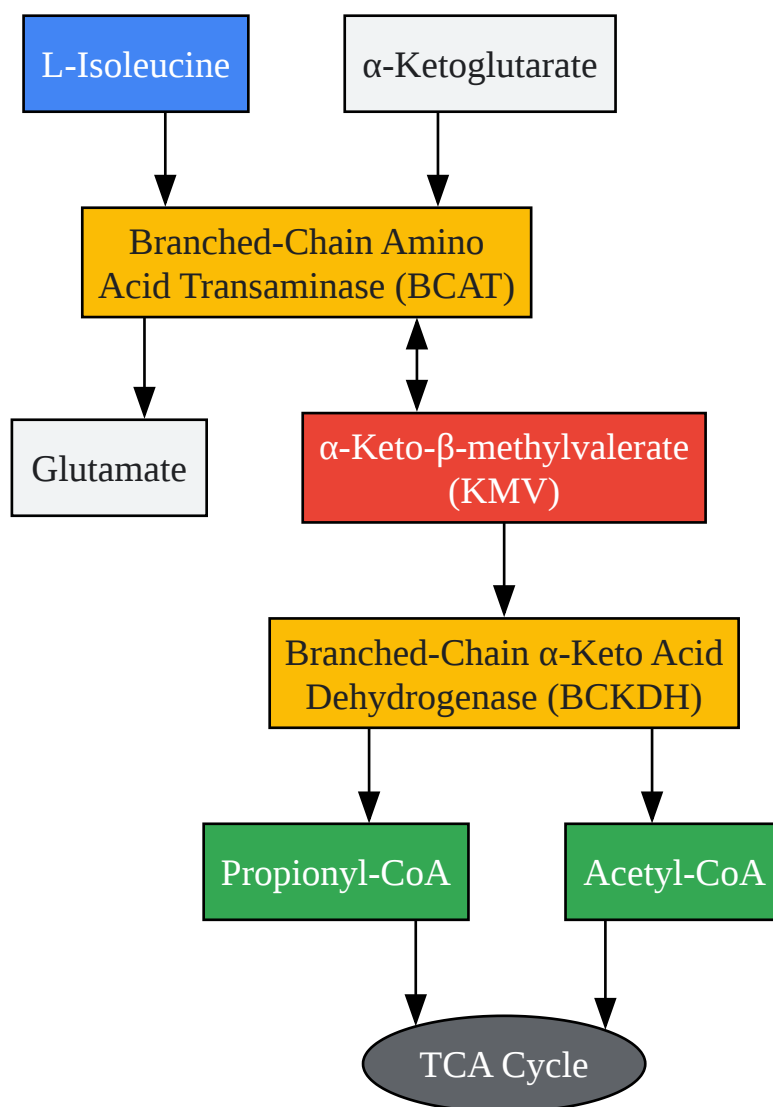 L-Isoleucine
α-Ketoglutarate
Branched-Chain Amino
Acid Transaminase (BCAT)
Glutamate
α-Keto-β-methylvalerate
(KMV)
Branched-Chain α-Keto Acid
Dehydrogenase (BCKDH)
Propionyl-CoA
Acetyl-CoA
TCA Cycle